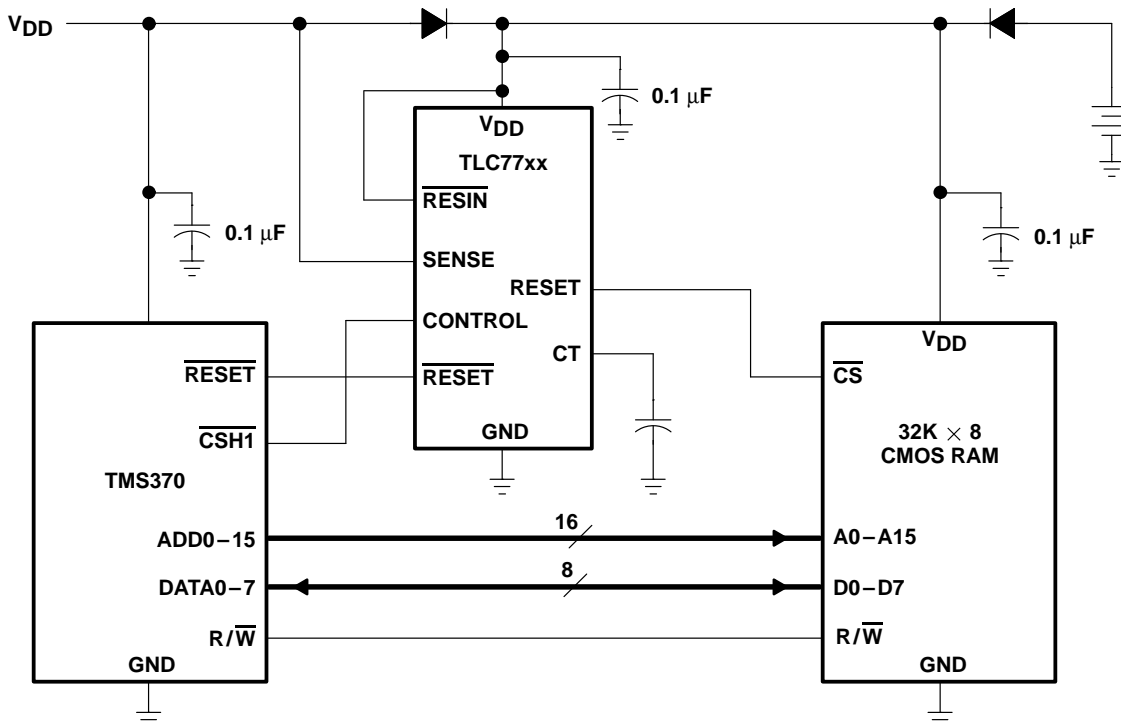 VDD
0.1 μF
VDD
TLC77xx
RESIN
0.1 μF
0.1 μF
SENSE
RESET
CONTROL
VDD
CT
RESET
RESET
CS
CSH1
GND
32K × 8
CMOS RAM
TMS370
16
ADD0–15
A0–A15
8
DATA0–7
D0–D7
R/W
R/W
GND
GND